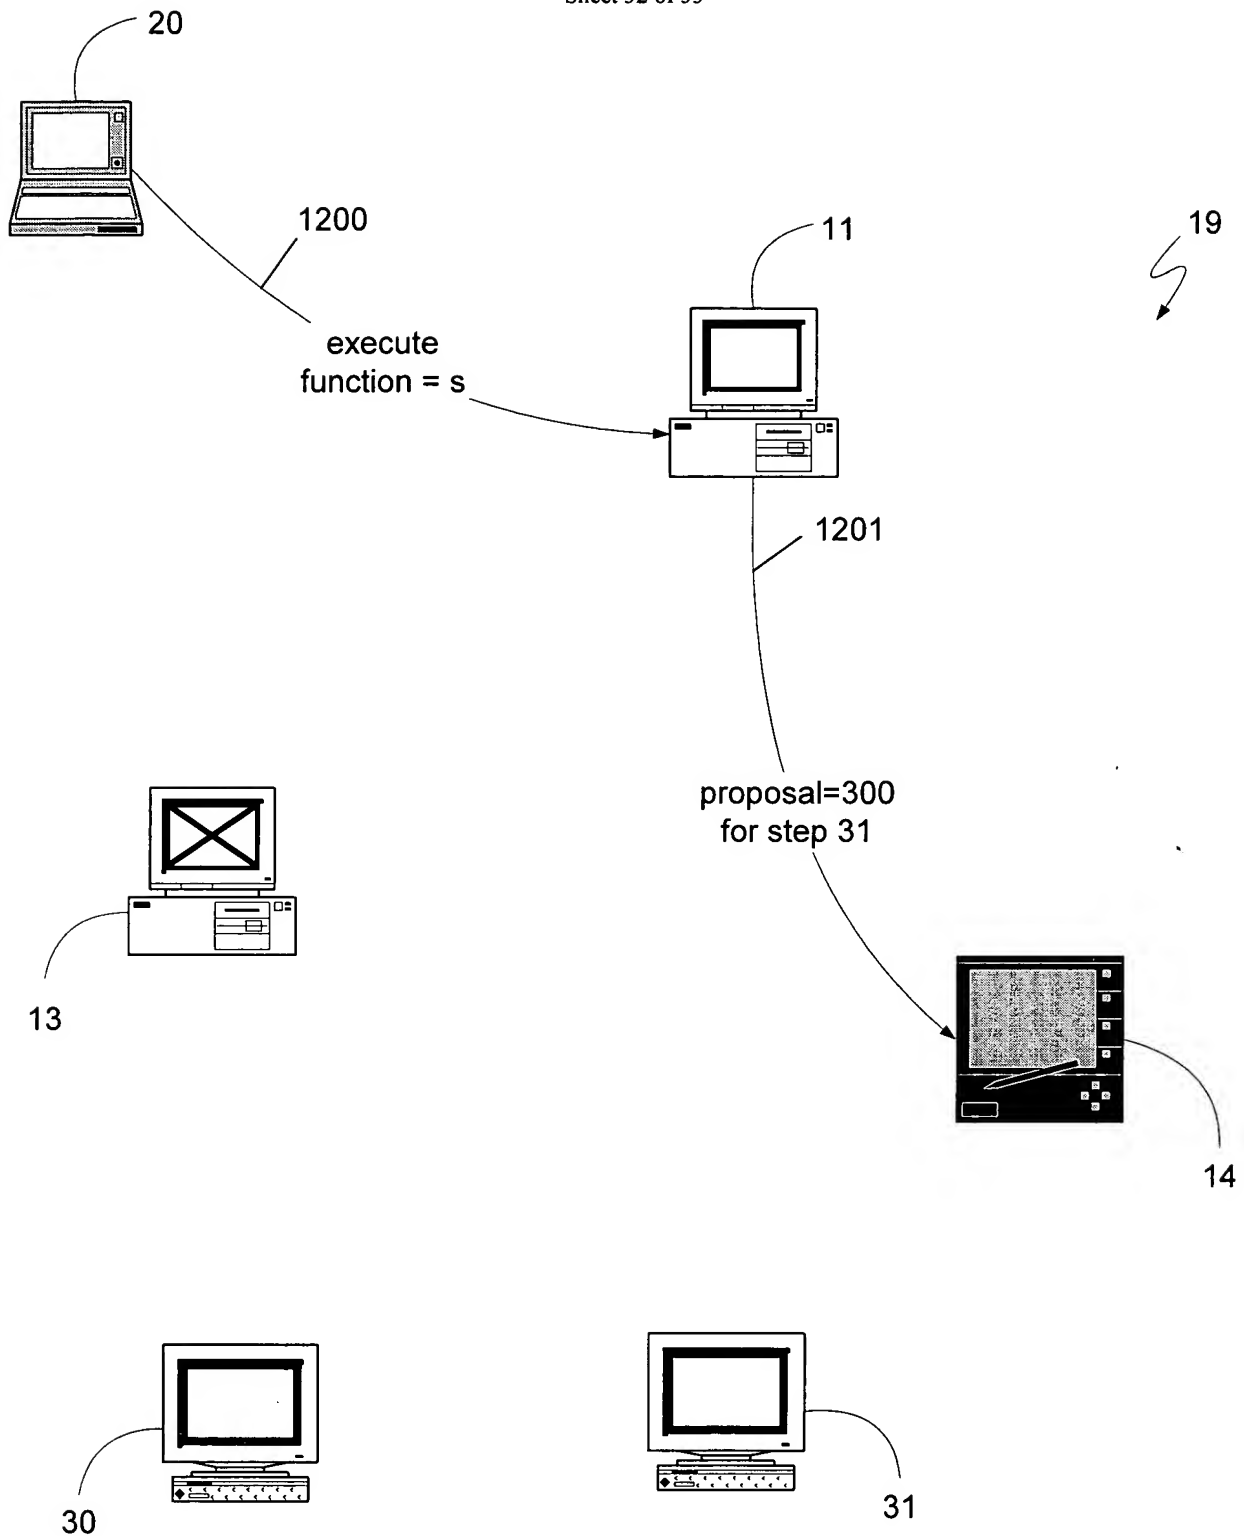 20
1200
11
19
execute
function = s
1201
proposal=300
for step 31
13
14
30
31